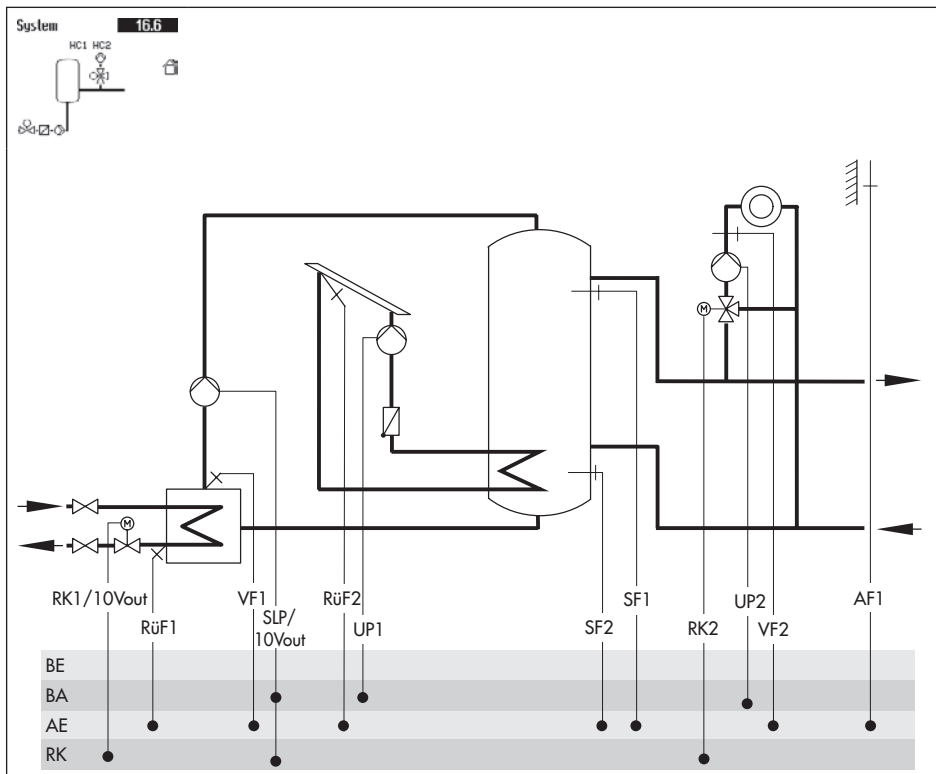 System 16.6
HC1 HC2
M
M
RK1/10Vout VF1 RüF2 SF1 UP2 AF1
RüF1 SLP/ UP1 SF2 RK2 VF2
10Vout
BE
BA
AE
RK